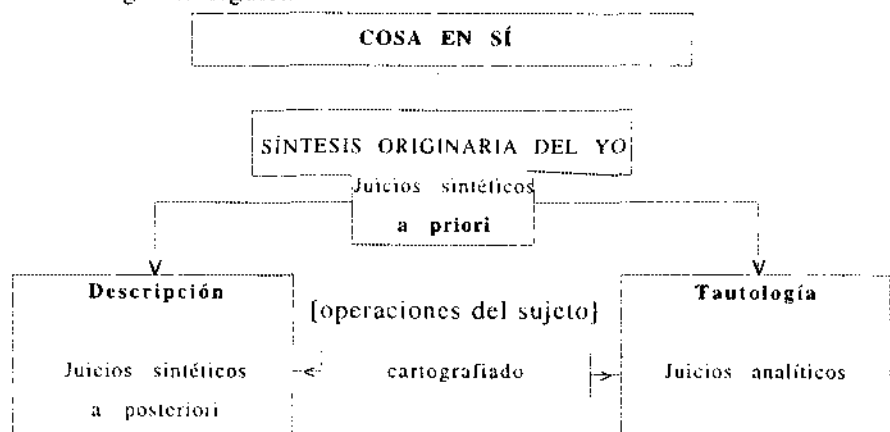 COSA EN SÍ
SÍNTESIS ORIGINARIA DEL YO
Juicios sintéticos
a priori
Descripción
[operaciones del sujeto}
Tautología
Juicios sintéticos
cartografiado
Juicios analíticos
a posteriori